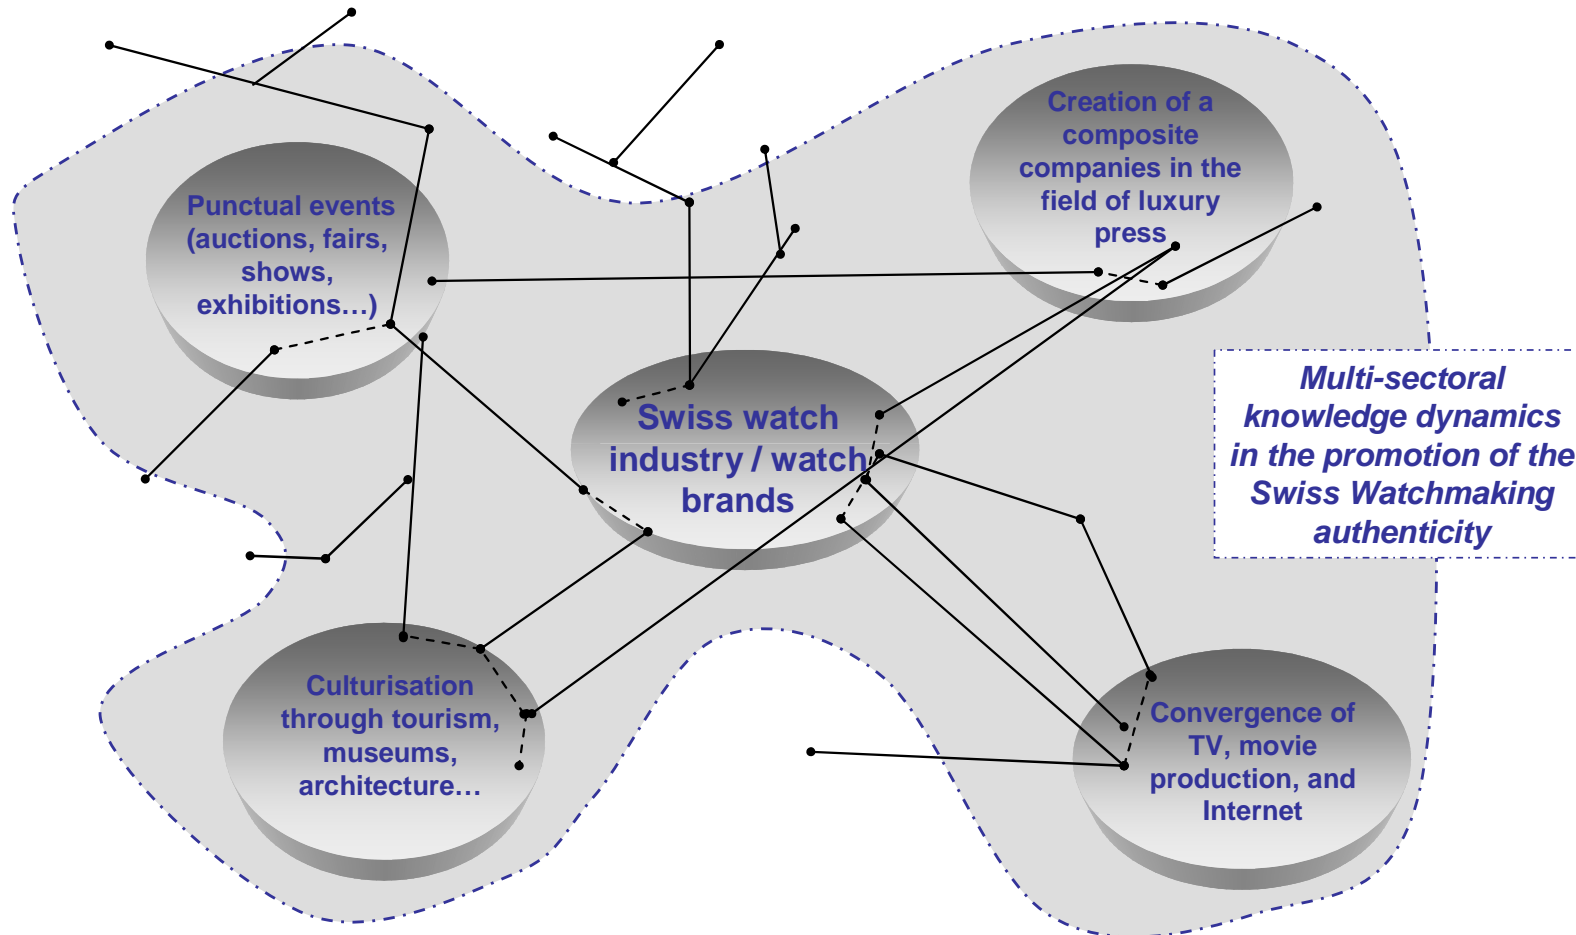 Creation of a
composite
companies in the
field of luxury
press
Punctual events
(auctions, fairs,
shows,
exhibitions…)
Swiss watch
industry / watch
brands
Multi-sectoral
knowledge dynamics
in the promotion of the
Swiss Watchmaking
authenticity
Culturisation
through tourism,
museums,
architecture…
Convergence of
TV, movie
production, and
Internet